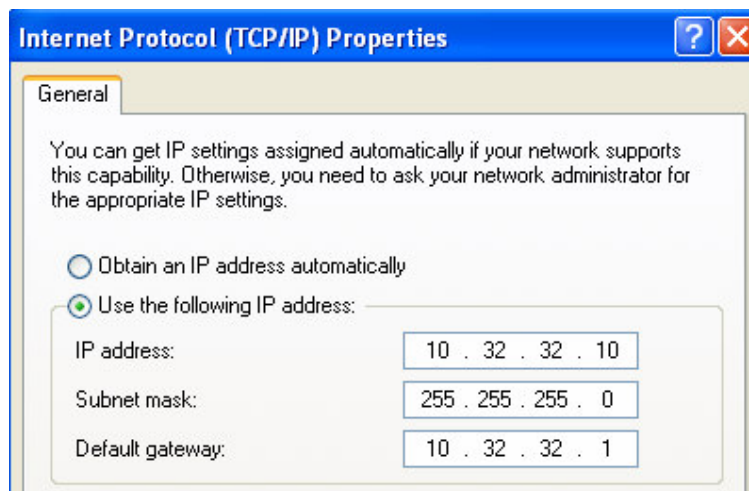 Internet Protocol (TCP/IP) Properties
General
You can get IP settings assigned automatically if your network supports
this capability. Otherwise, you need to ask your network administrator for
the appropriate IP settings.
Obtain an IP address automatically
Use the following IP address:
IP address: 10 . 32 . 32 . 10
Subnet mask: 255 . 255 . 255 . 0
Default gateway: 10 . 32 . 32 . 1